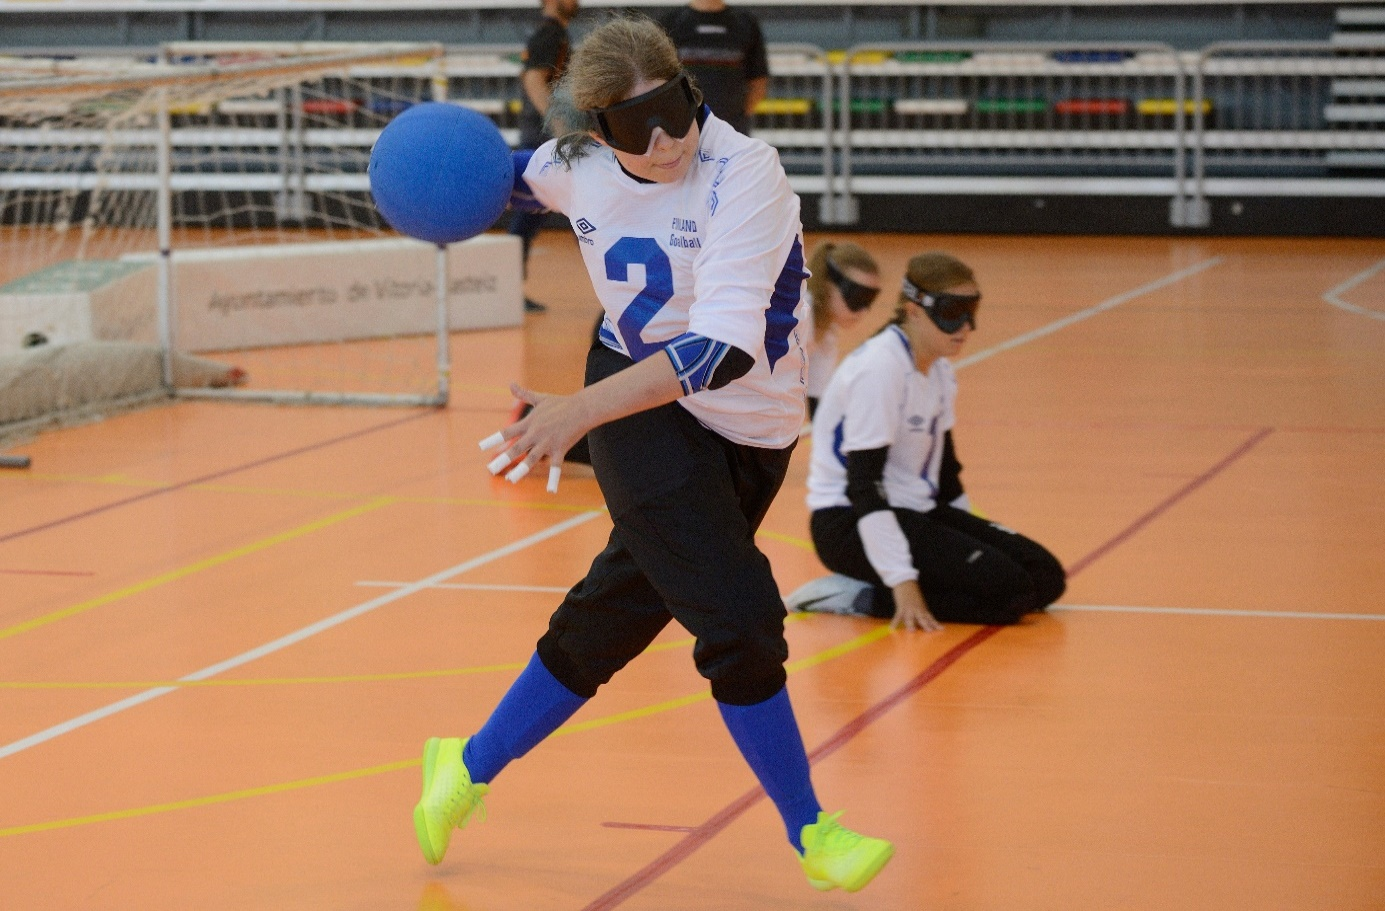 Ayuntamiento de Vitoria-Gasteiz
umbro
FINLAND
Goalball
2